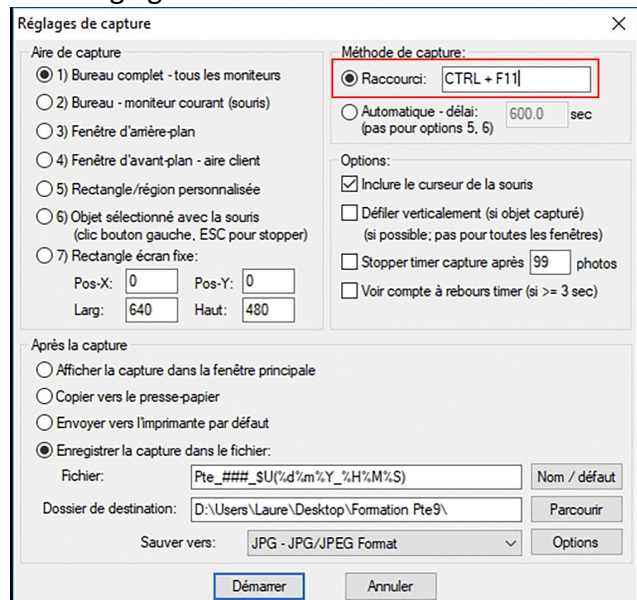 Réglages de capture
Aire de capture
1) Bureau complet - tous les moniteurs
2) Bureau - moniteur courant (souris)
3) Fenêtre d'arrière-plan
4) Fenêtre d'avant-plan - aire client
5) Rectangle/région personnalisée
6) Objet sélectionné avec la souris
(clic bouton gauche, ESC pour stopper)
7) Rectangle écran fixe:
Pos-X: 0 Pos-Y: 0
Larg: 640 Haut: 480
Méthode de capture:
Raccourci: CTRL + F11
Automatique - délai: 600.0 sec
(pas pour options 5, 6)
Options:
Inclure le curseur de la souris
Défiler verticalement (si objet capturé)
(si possible; pas pour toutes les fenêtres)
Stopper timer capture après 99 photos
Voir compte à rebours timer (si >= 3 sec)
Après la capture
Afficher la capture dans la fenêtre principale
Copier vers le presse-papier
Envoyer vers l'imprimante par défaut
Enregistrer la capture dans le fichier:
Fichier: Pte_###_$U(%d%m%Y_%H%M%S) Nom / défaut
Dossier de destination: D:\Users\Laure\Desktop\Formation Pte9\ Parcourir
Sauver vers: JPG - JPG/JPEG Format Options
Démarrer Annuler